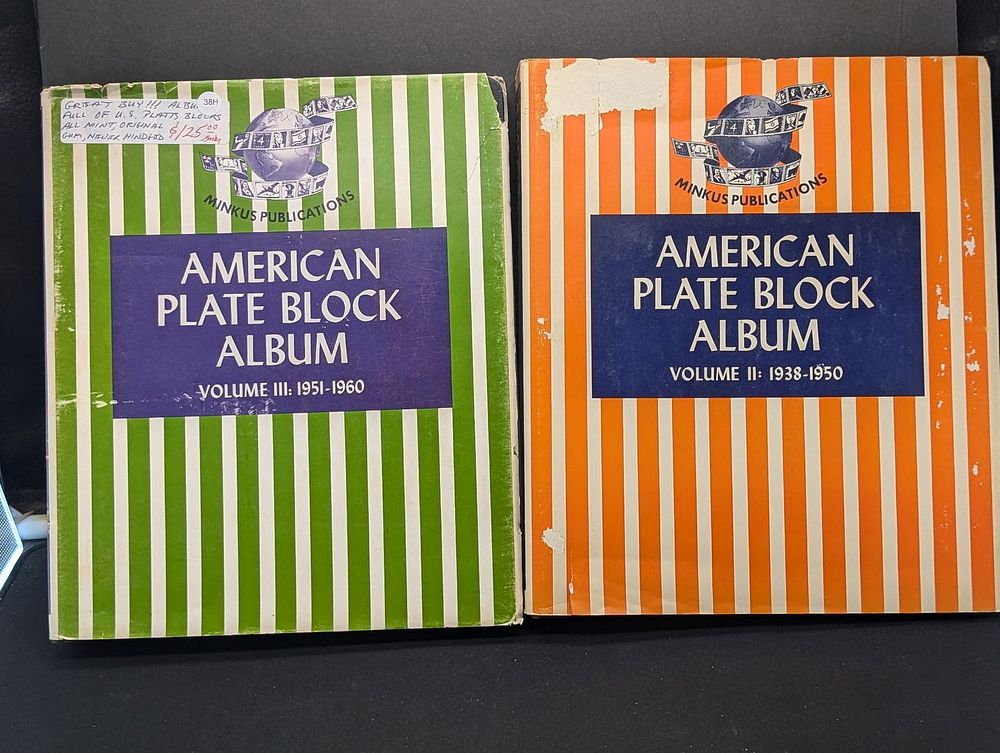 GREAT BUY!!! ALBUM
FULL OF U.S. PLATE BLOCKS
ALL MINT, ORIGINAL
GUM, NEVER HINDGED
$125.00
38H
MINKUS PUBLICATIONS
AMERICAN
PLATE BLOCK
ALBUM
VOLUME III: 1951-1960
MINKUS PUBLICATIONS
AMERICAN
PLATE BLOCK
ALBUM
VOLUME II: 1938-1950